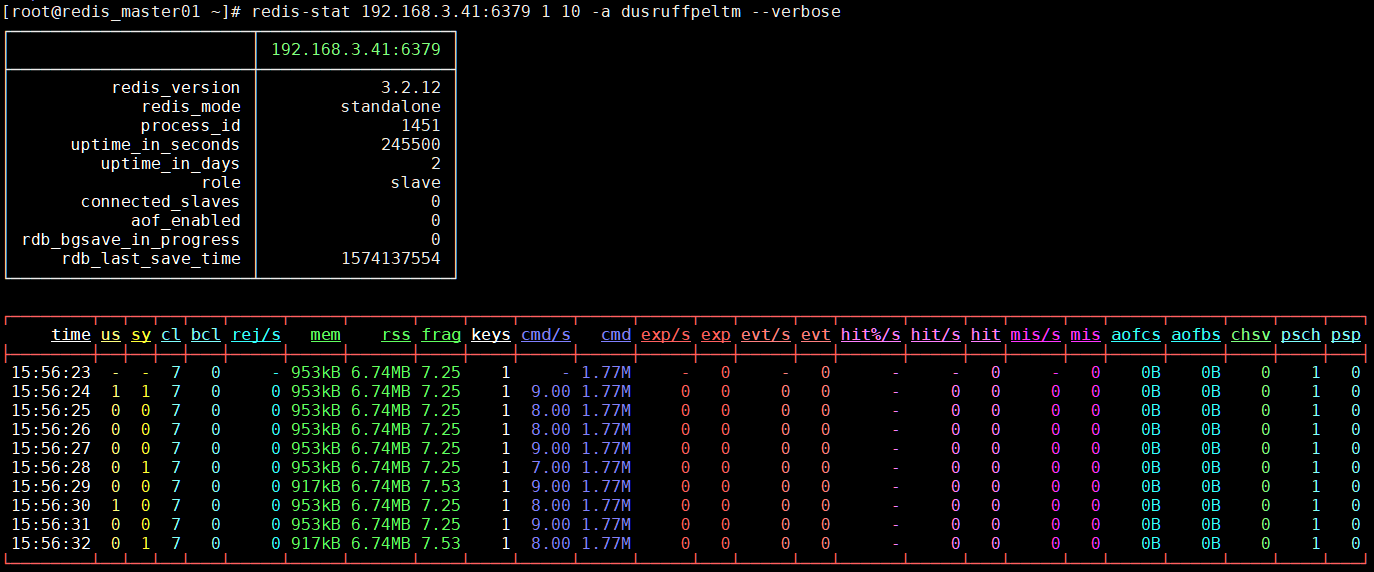 [root@redis_master01 ~]# redis-stat 192.168.3.41:6379 1 10 -a dusruffpeltm --verbose
192.168.3.41:6379
redis_version 3.2.12
redis_mode standalone
process_id 1451
uptime_in_seconds 245500
uptime_in_days 2
role slave
connected_slaves 0
aof_enabled 0
rdb_bgsave_in_progress 0
rdb_last_save_time 1574137554
time us sy cl bcl rej/s mem rss frag keys cmd/s cmd exp/s exp evt/s evt hit%/s hit/s hit mis/s mis aofcs aofbs chsv psch psp
15:56:23 - - 7 0 - 953kB 6.74MB 7.25 1 - 1.77M - 0 - 0 - - 0 - 0 0B 0B 0 1 0
15:56:24 1 1 7 0 0 953kB 6.74MB 7.25 1 9.00 1.77M 0 0 0 0 - 0 0 0 0 0B 0B 0 1 0
15:56:25 0 0 7 0 0 953kB 6.74MB 7.25 1 8.00 1.77M 0 0 0 0 - 0 0 0 0 0B 0B 0 1 0
15:56:26 0 0 7 0 0 953kB 6.74MB 7.25 1 8.00 1.77M 0 0 0 0 - 0 0 0 0 0B 0B 0 1 0
15:56:27 0 0 7 0 0 953kB 6.74MB 7.25 1 9.00 1.77M 0 0 0 0 - 0 0 0 0 0B 0B 0 1 0
15:56:28 0 1 7 0 0 953kB 6.74MB 7.25 1 7.00 1.77M 0 0 0 0 - 0 0 0 0 0B 0B 0 1 0
15:56:29 0 0 7 0 0 917kB 6.74MB 7.53 1 9.00 1.77M 0 0 0 0 - 0 0 0 0 0B 0B 0 1 0
15:56:30 1 0 7 0 0 953kB 6.74MB 7.25 1 8.00 1.77M 0 0 0 0 - 0 0 0 0 0B 0B 0 1 0
15:56:31 0 0 7 0 0 953kB 6.74MB 7.25 1 9.00 1.77M 0 0 0 0 - 0 0 0 0 0B 0B 0 1 0
15:56:32 0 1 7 0 0 917kB 6.74MB 7.53 1 8.00 1.77M 0 0 0 0 - 0 0 0 0 0B 0B 0 1 0